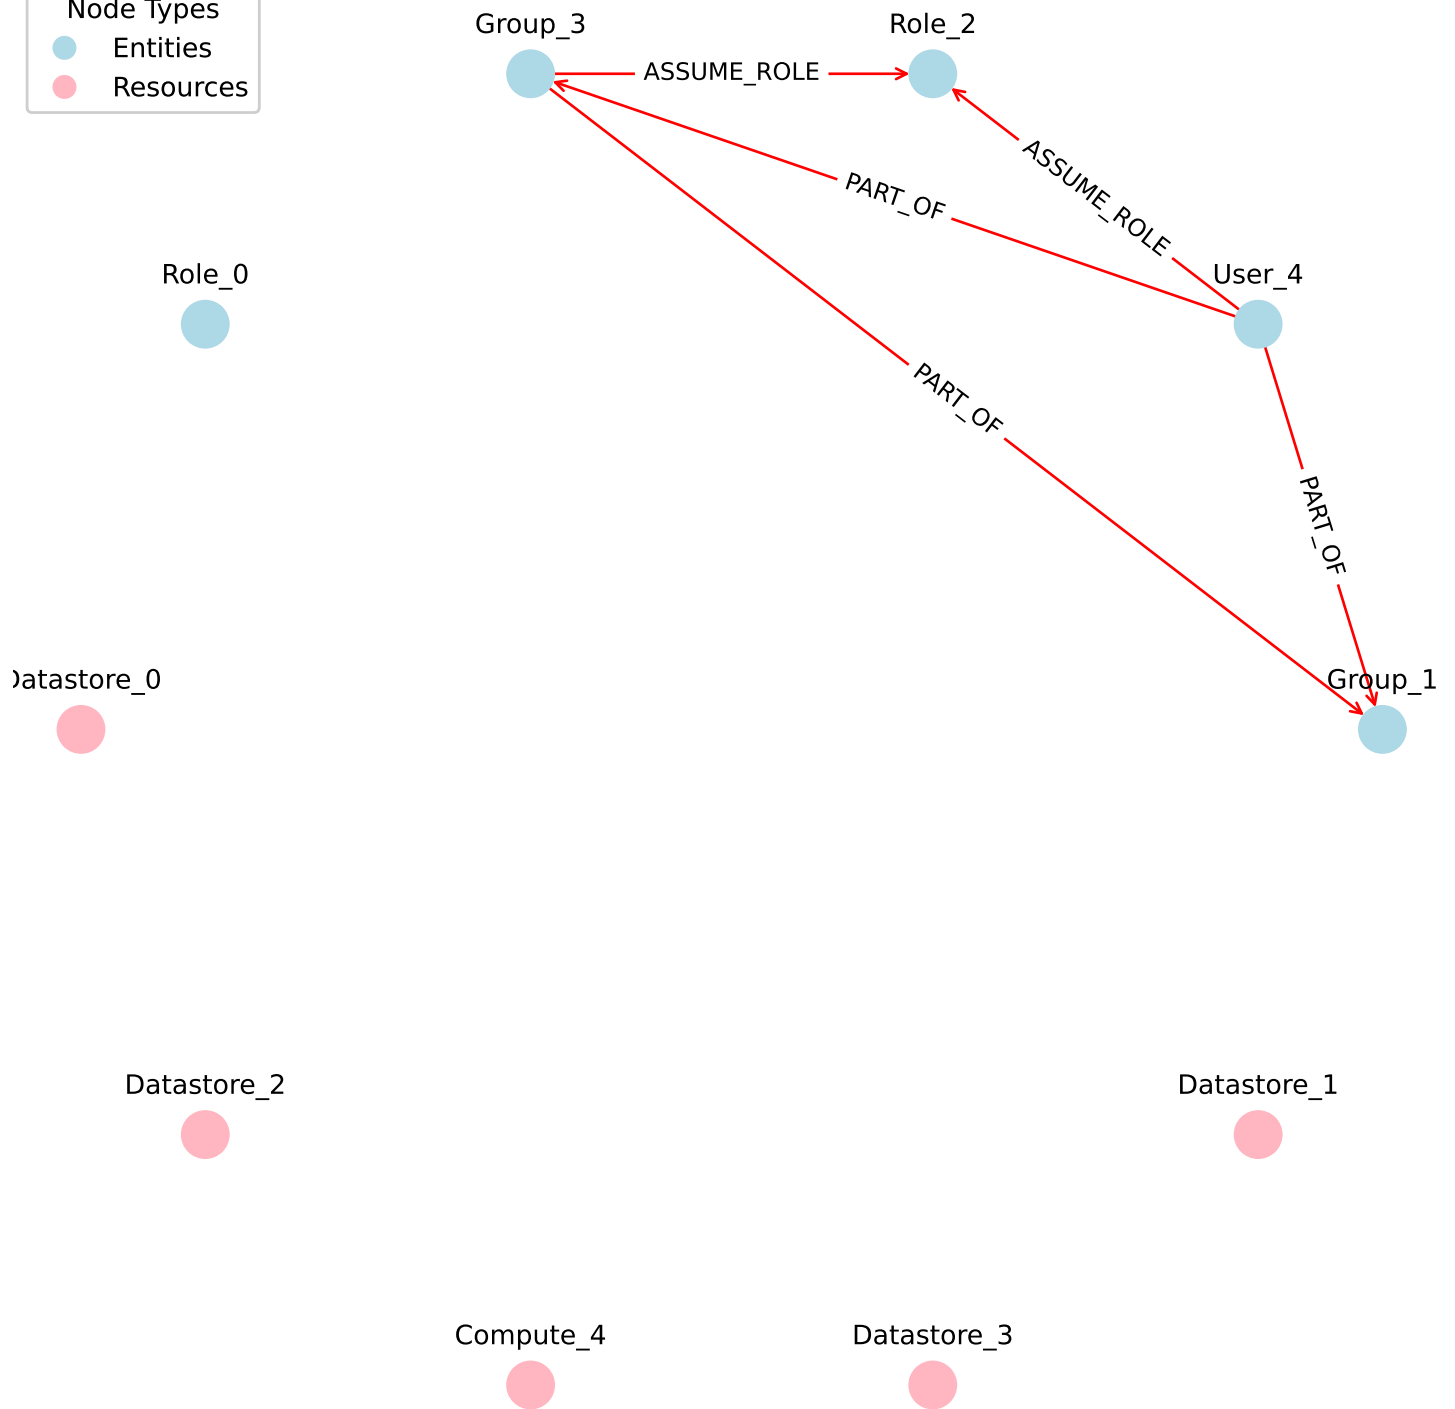 Node Types
Entities
Resources
Group_3
Role_2
ASSUME_ROLE
ASSUME_ROLE
PART_OF
Role_0
User_4
PART_OF
PART_OF
Datastore_0
Group_1
Datastore_2
Datastore_1
Compute_4
Datastore_3